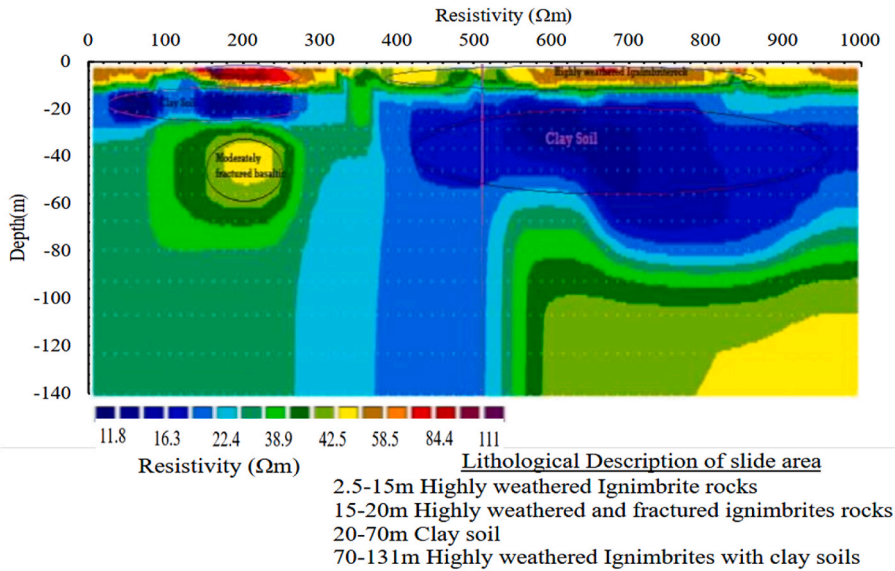 Resistivity (Ωm)
0 100 200 300 400 500 600 700 800 900 1000
Depth(m)
0
-20
-40
-60
-80
-100
-120
-140
Highly weathered Ignimbriterock
Clay Soil
Clay Soil
Moderately
fractured basaltic
11.8 16.3 22.4 38.9 42.5 58.5 84.4 111
Resistivity (Ωm)
Lithological Description of slide area
2.5-15m Highly weathered Ignimbrite rocks
15-20m Highly weathered and fractured ignimbrites rocks
20-70m Clay soil
70-131m Highly weathered Ignimbrites with clay soils